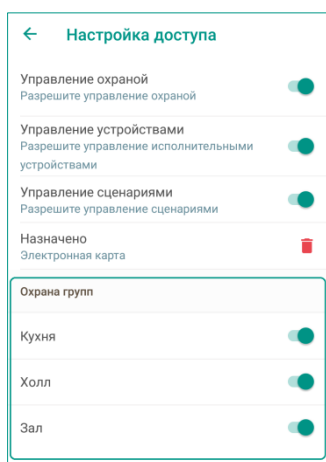 Настройка доступа
Управление охраной
Разрешите управление охраной
Управление устройствами
Разрешите управление исполнительными
устройствами
Управление сценариями
Разрешите управление сценариями
Назначено
Электронная карта
Охрана групп
Кухня
Холл
Зал